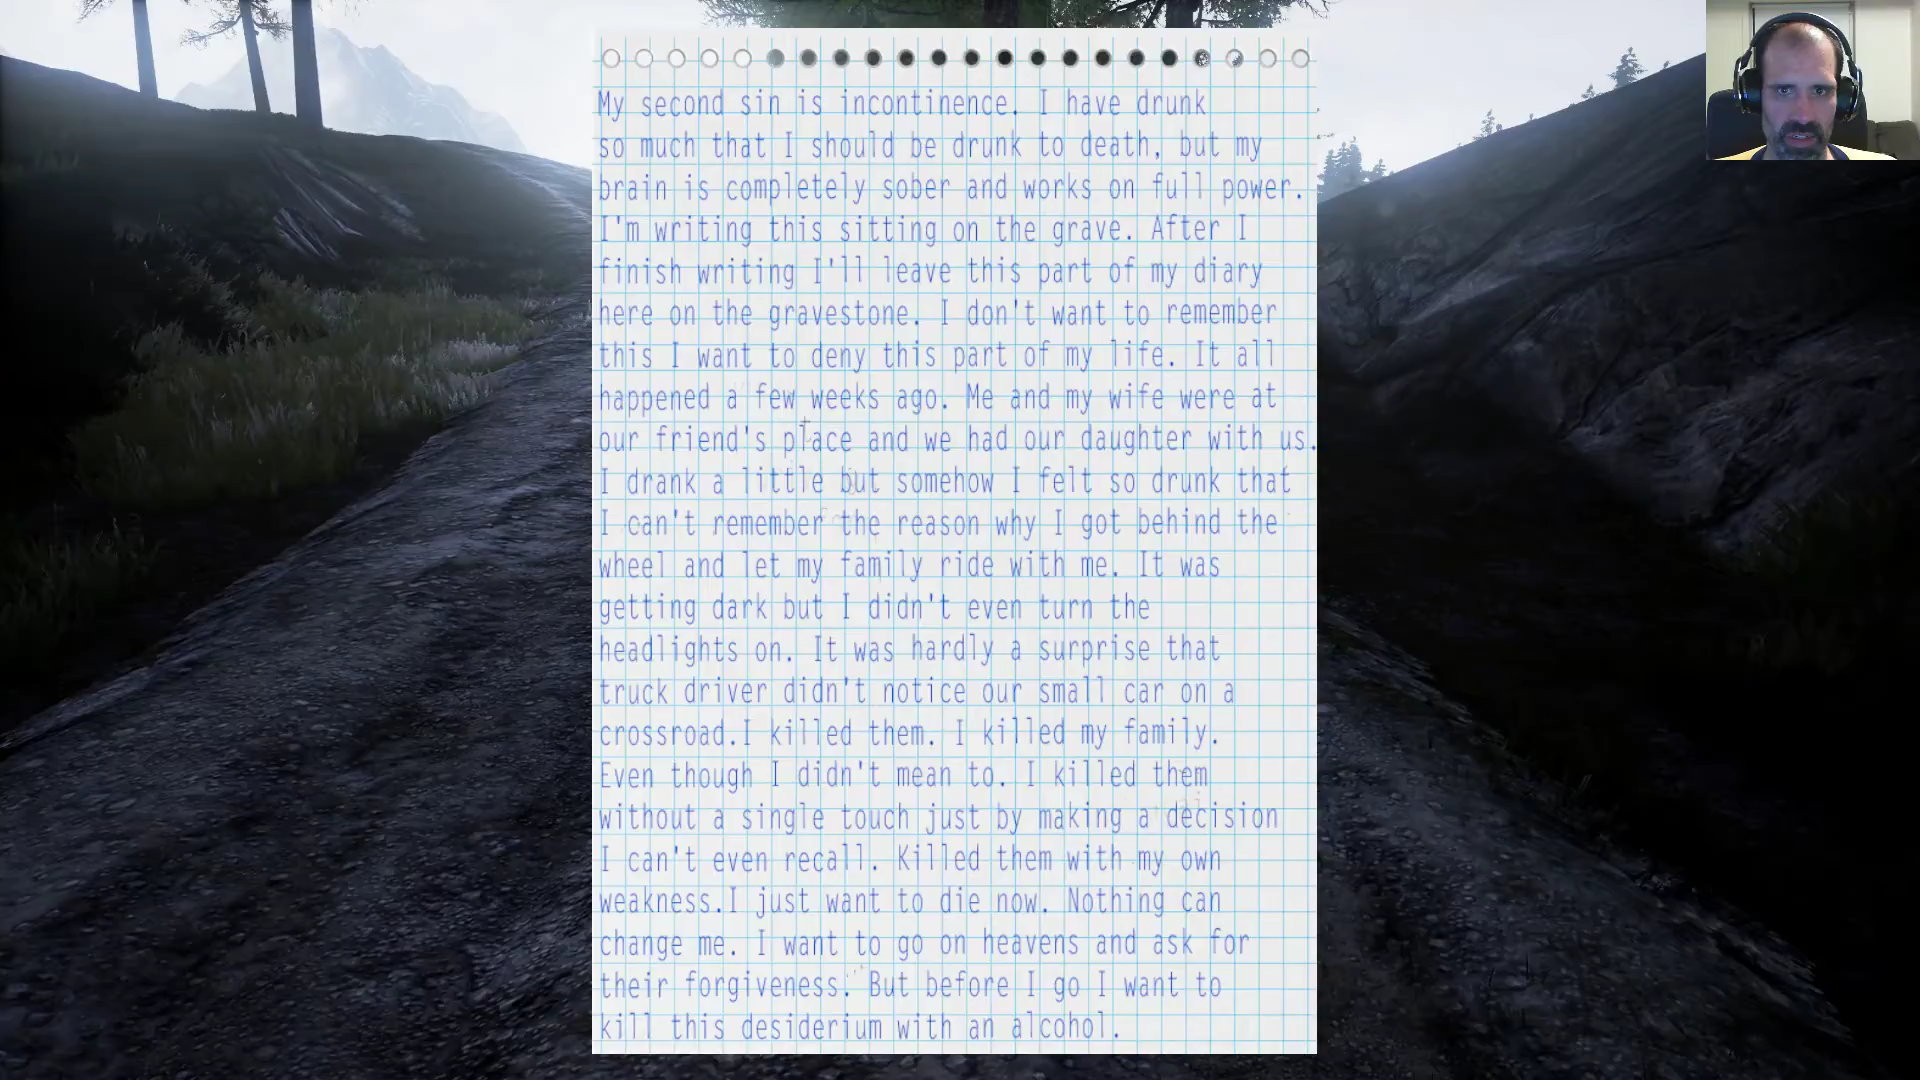 My second sin is incontinence. I have drunk
so much that I should be drunk to death, but my
brain is completely sober and works on full power.
I'm writing this sitting on the grave. After I
finish writing I'll leave this part of my diary
here on the gravestone. I don't want to remember
this I want to deny this part of my life. It all
happened a few weeks ago. Me and my wife were at
our friend's place and we had our daughter with us.
I drank a little but somehow I felt so drunk that
I can't remember the reason why I got behind the
wheel and let my family ride with me. It was
getting dark but I didn't even turn the
headlights on. It was hardly a surprise that
truck driver didn't notice our small car on a
crossroad.I killed them. I killed my family.
Even though I didn't mean to. I killed them
without a single touch just by making a decision
I can't even recall. Killed them with my own
weakness.I just want to die now. Nothing can
change me. I want to go on heavens and ask for
their forgiveness. But before I go I want to
kill this desiderium with an alcohol.